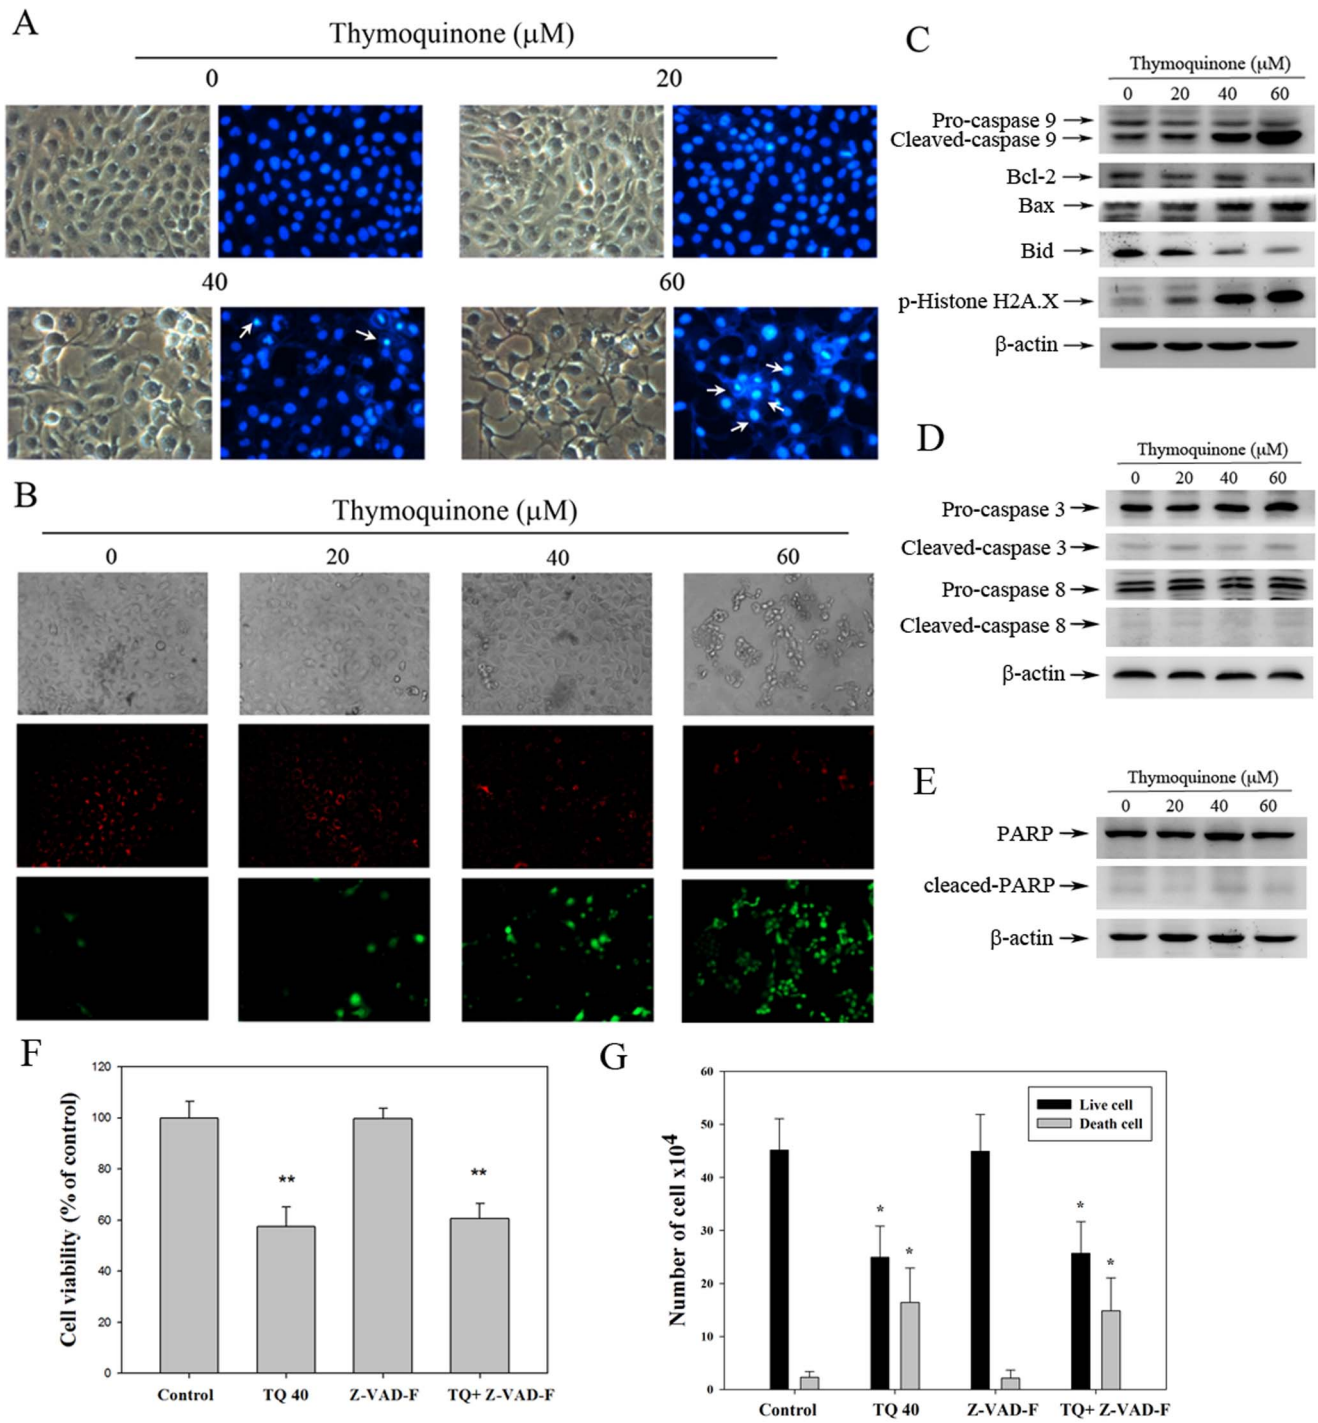 A
Thymoquinone (μM)
0
20
40
60
B
Thymoquinone (μM)
0 20 40 60
C
Thymoquinone (μM)
0 20 40 60
Pro-caspase 9
Cleaved-caspase 9
Bcl-2
Bax
Bid
p-Histone H2A.X
β-actin
D
Thymoquinone (μM)
0 20 40 60
Pro-caspase 3
Cleaved-caspase 3
Pro-caspase 8
Cleaved-caspase 8
β-actin
E
Thymoquinone (μM)
0 20 40 60
PARP
cleaced-PARP
β-actin
F
Cell viability (% of control)
120
100
80
60
40
20
0
**
**
Control TQ 40 Z-VAD-F TQ+ Z-VAD-F
G
Number of cell x10⁴
60
50
40
30
20
10
0
Live cell
Death cell
* *
* *
Control TQ 40 Z-VAD-F TQ+ Z-VAD-F